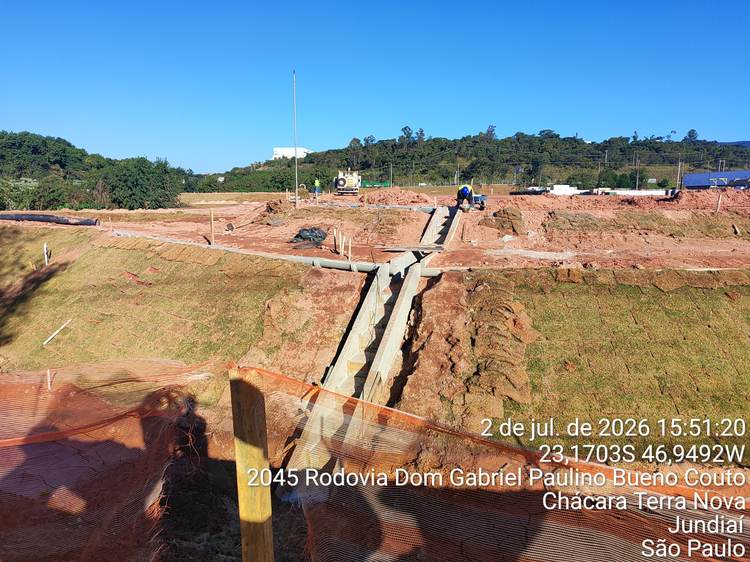 2 de jul. de 2026 15:51:20
23.1703S 46.9492W
2045 Rodovia Dom Gabriel Paulino Bueno Couto
Chácara Terra Nova
Jundiaí
São Paulo